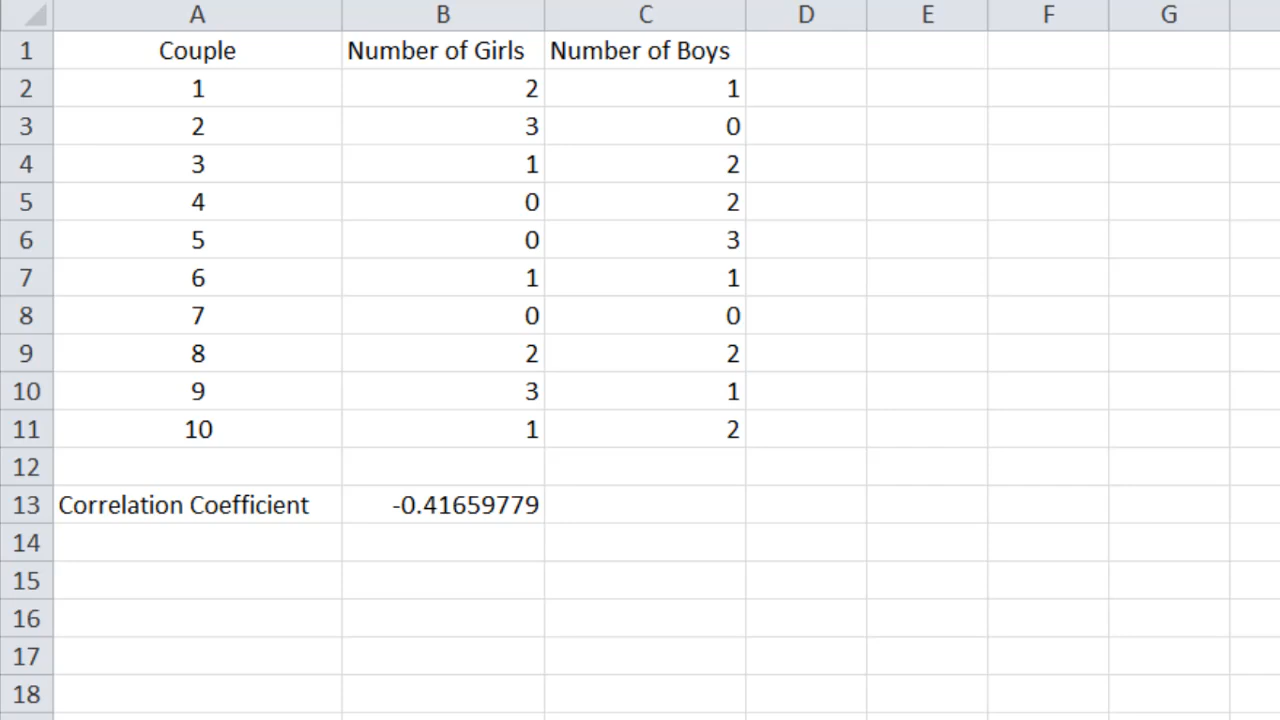 A B C D E F G
1 Couple Number of Girls Number of Boys
2 1 2 1
3 2 3 0
4 3 1 2
5 4 0 2
6 5 0 3
7 6 1 1
8 7 0 0
9 8 2 2
10 9 3 1
11 10 1 2
12
13 Correlation Coefficient -0.41659779
14
15
16
17
18